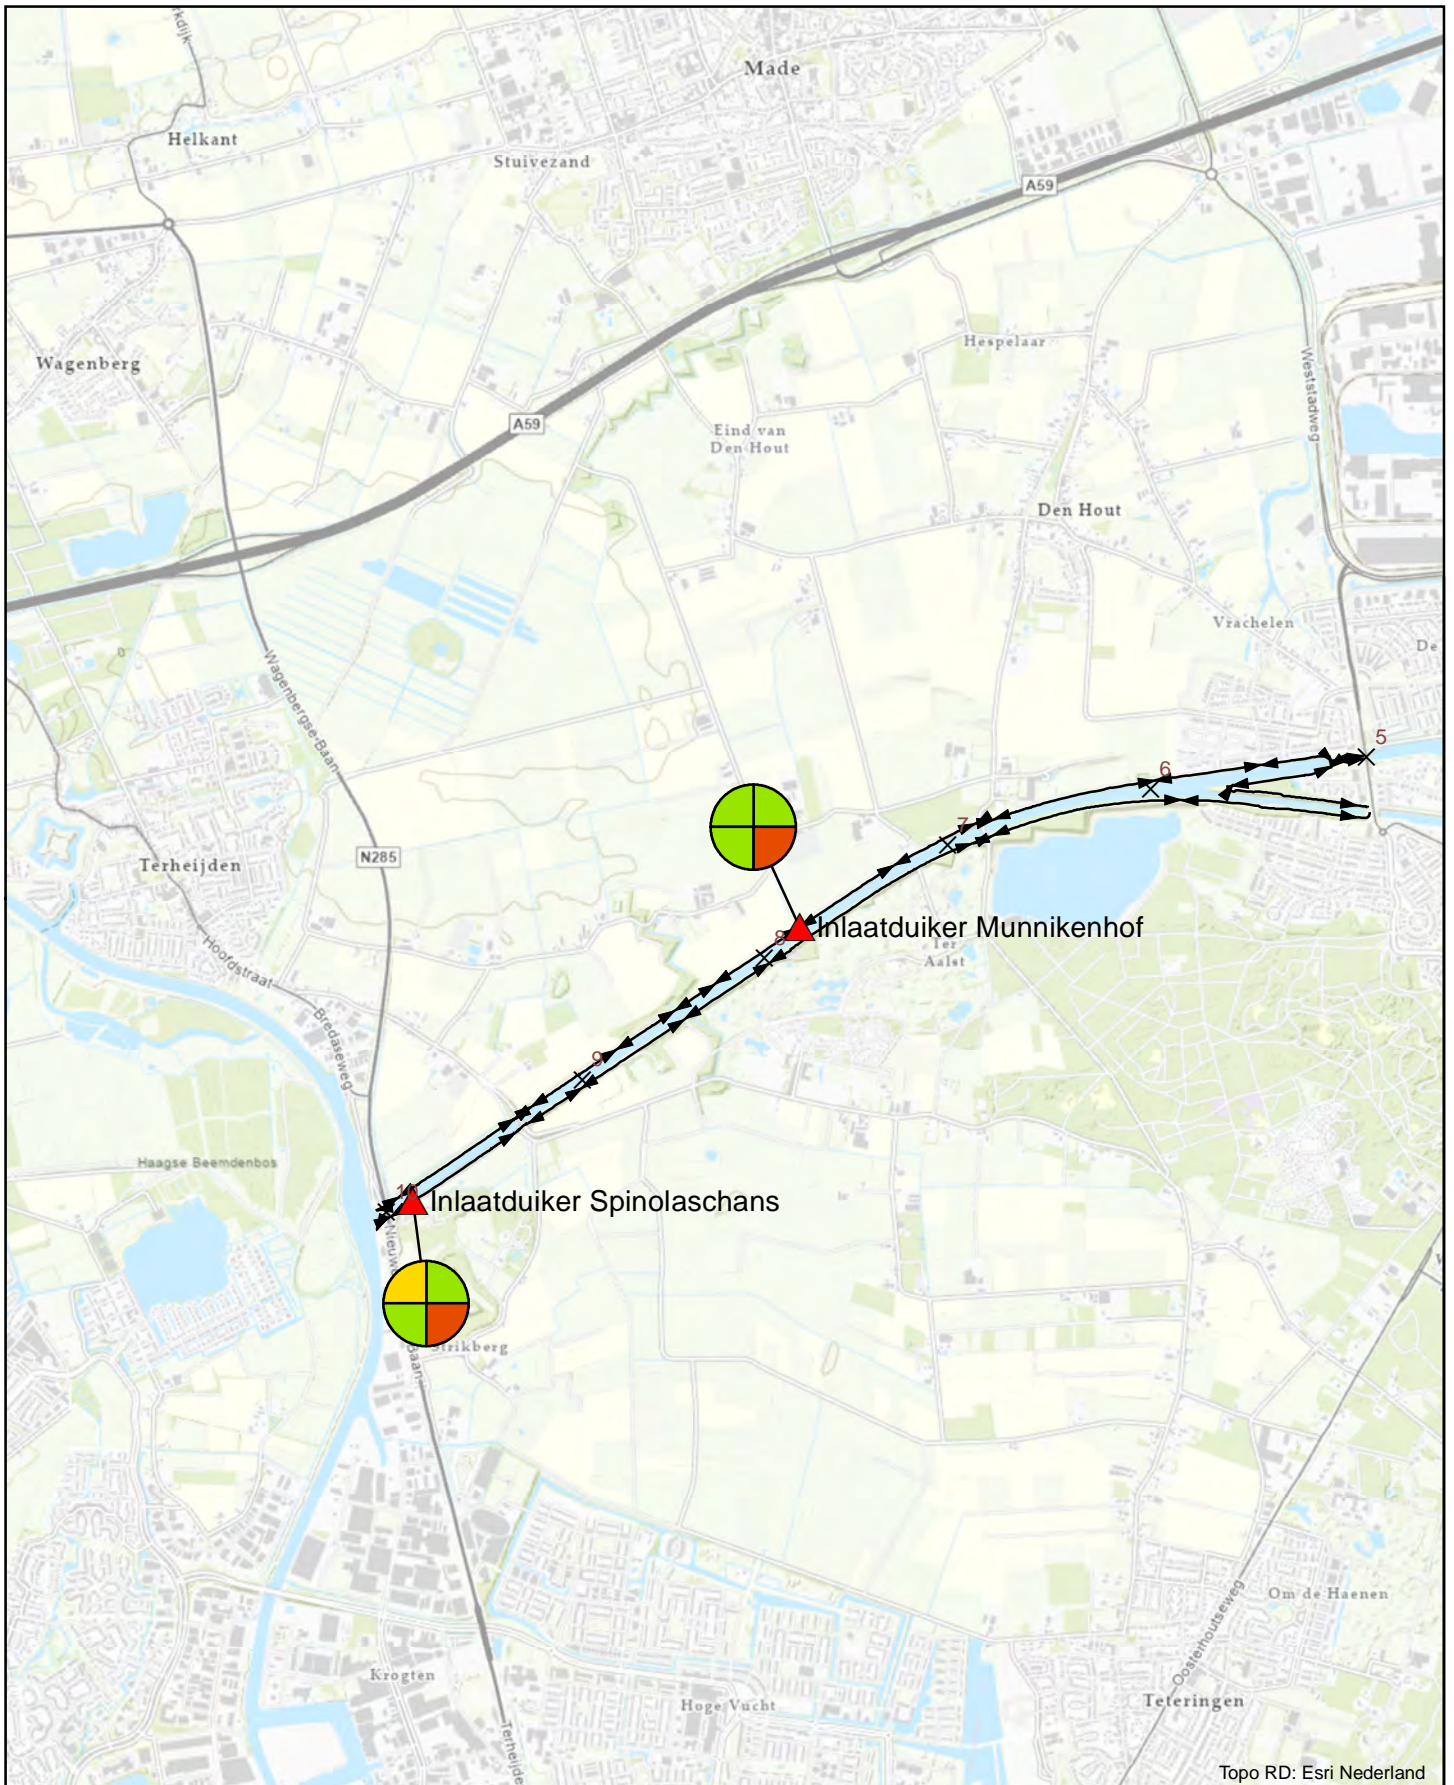 Made
Helkant
Stuivezand
A59
Wagenberg
Hespelaar
Weststadweg
A59
Eind van
Den Hout
Den Hout
Vrachelen
De
Wagenbergse-Baan
5
6
7
Terheijden
N285
Inlaatduiker Munnikenhof
8
Ter
Aalst
Hoofdstraat
Bredaseweg
9
Haagse Beemdenbos
10
Inlaatduiker Spinolaschans
Strikberg
Baan
Om de Haenen
Oosterhoutseweg
Krogten
Hoge Vucht
Teteringen
Topo RD: Esri Nederland